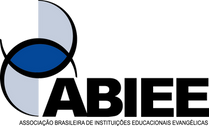 ABIEE
ASSOCIAÇÃO BRASILEIRA DE INSTITUIÇÕES EDUCACIONAIS EVANGÉLICAS